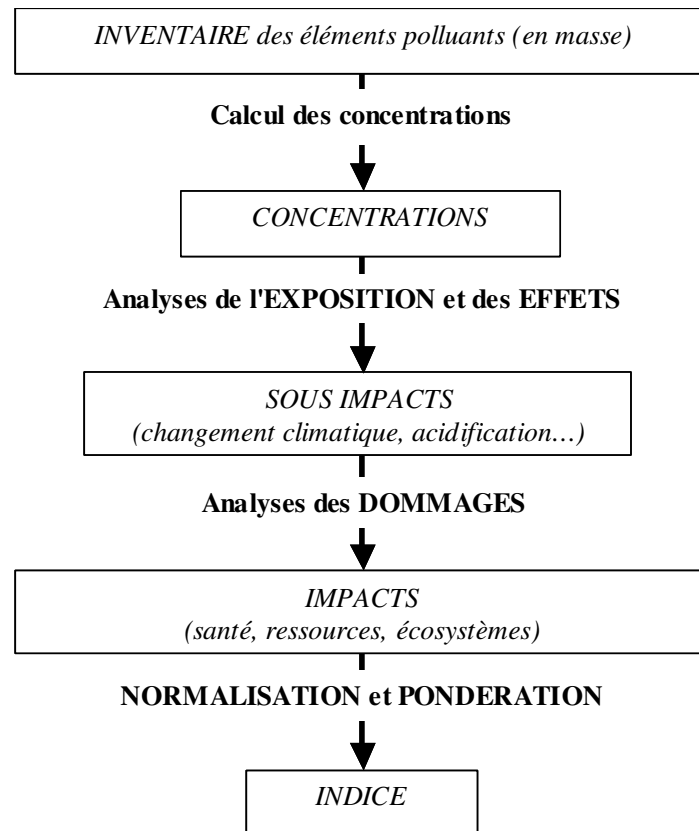 INVENTAIRE des éléments polluants (en masse)
Calcul des concentrations
CONCENTRATIONS
Analyses de l'EXPOSITION et des EFFETS
SOUS IMPACTS
(changement climatique, acidification…)
Analyses des DOMMAGES
IMPACTS
(santé, ressources, écosystèmes)
NORMALISATION et PONDERATION
INDICE